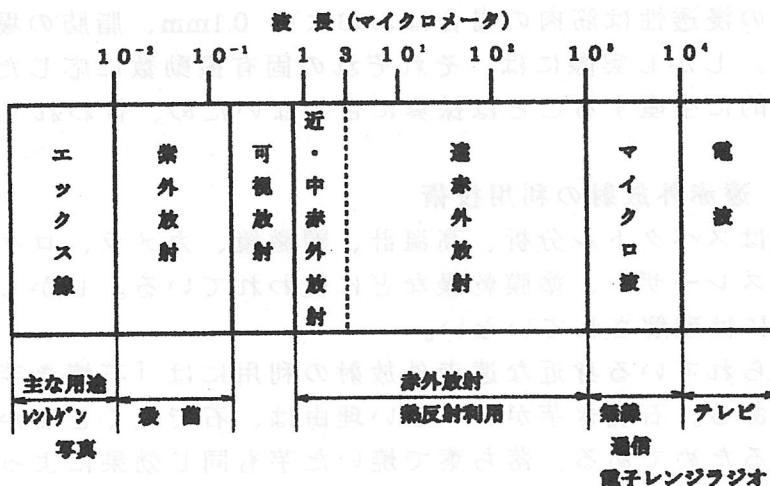 波長(マイクロメータ)
10⁻² 10⁻¹ 1 3 10¹ 10² 10³ 10⁴
エックス線
紫外放射
可視放射
近・中赤外放射
遠赤外放射
マイクロ波
電波
主な用途 赤外放射
ﾚﾝﾄｹﾞﾝ 殺菌 熱反射利用 無線 テレビ
写真 通信
電子レンジラジオ